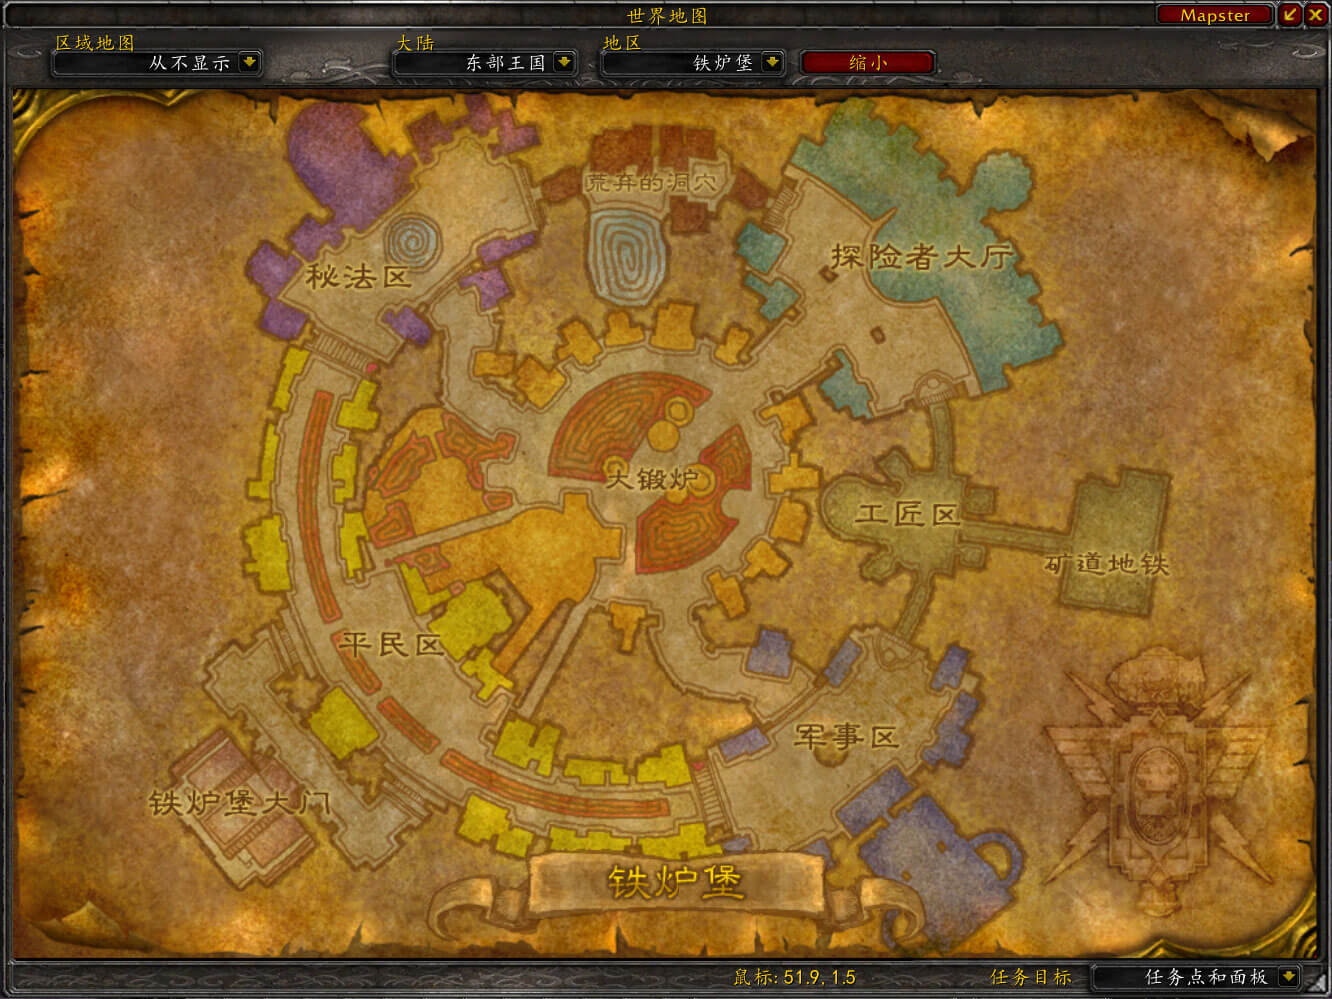 世界地图
Mapster
区域地图
大陆
地区
从不显示
东部王国
铁炉堡
缩小
荒弃的洞穴
探险者大厅
秘法区
大锻炉
工匠区
矿道地铁
平民区
军事区
铁炉堡大门
铁炉堡
鼠标: 51.9, 1.5
任务目标
任务点和面板